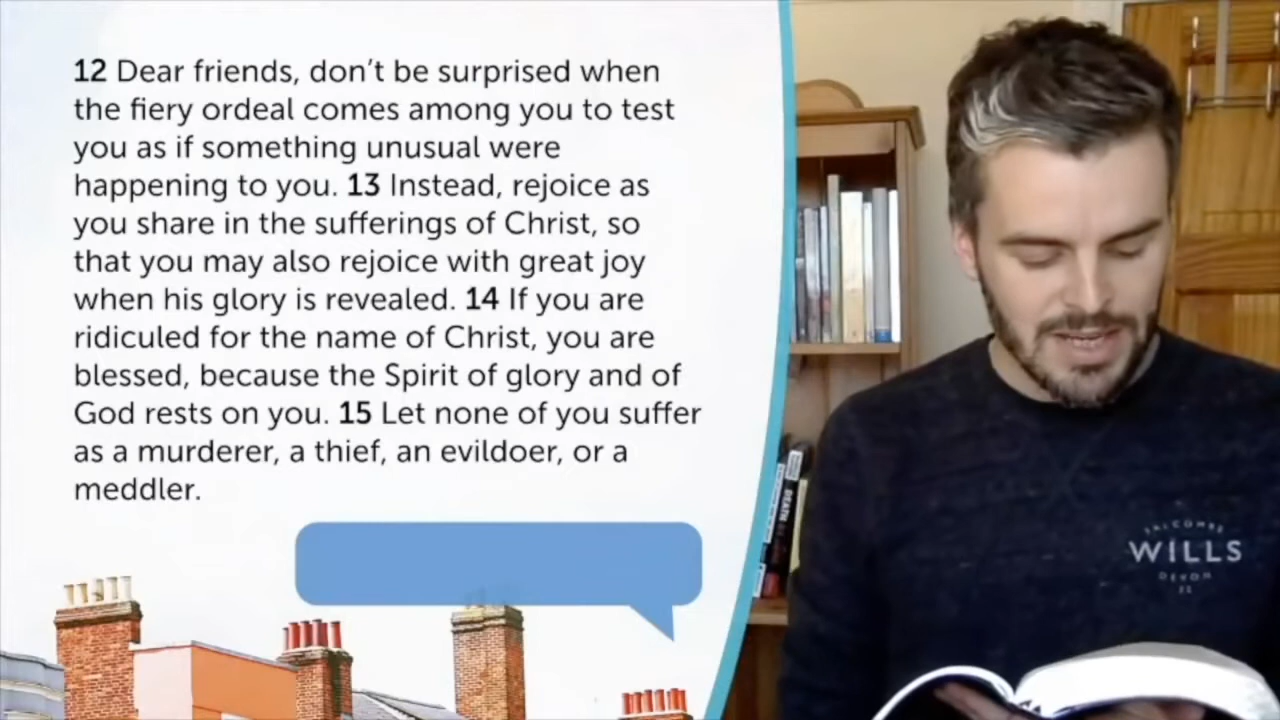 12 Dear friends, don’t be surprised when
the fiery ordeal comes among you to test
you as if something unusual were
happening to you. 13 Instead, rejoice as
you share in the sufferings of Christ, so
that you may also rejoice with great joy
when his glory is revealed. 14 If you are
ridiculed for the name of Christ, you are
blessed, because the Spirit of glory and of
God rests on you. 15 Let none of you suffer
as a murderer, a thief, an evildoer, or a
meddler.
DEATH
SALCOMBE
WILLS
DEVON